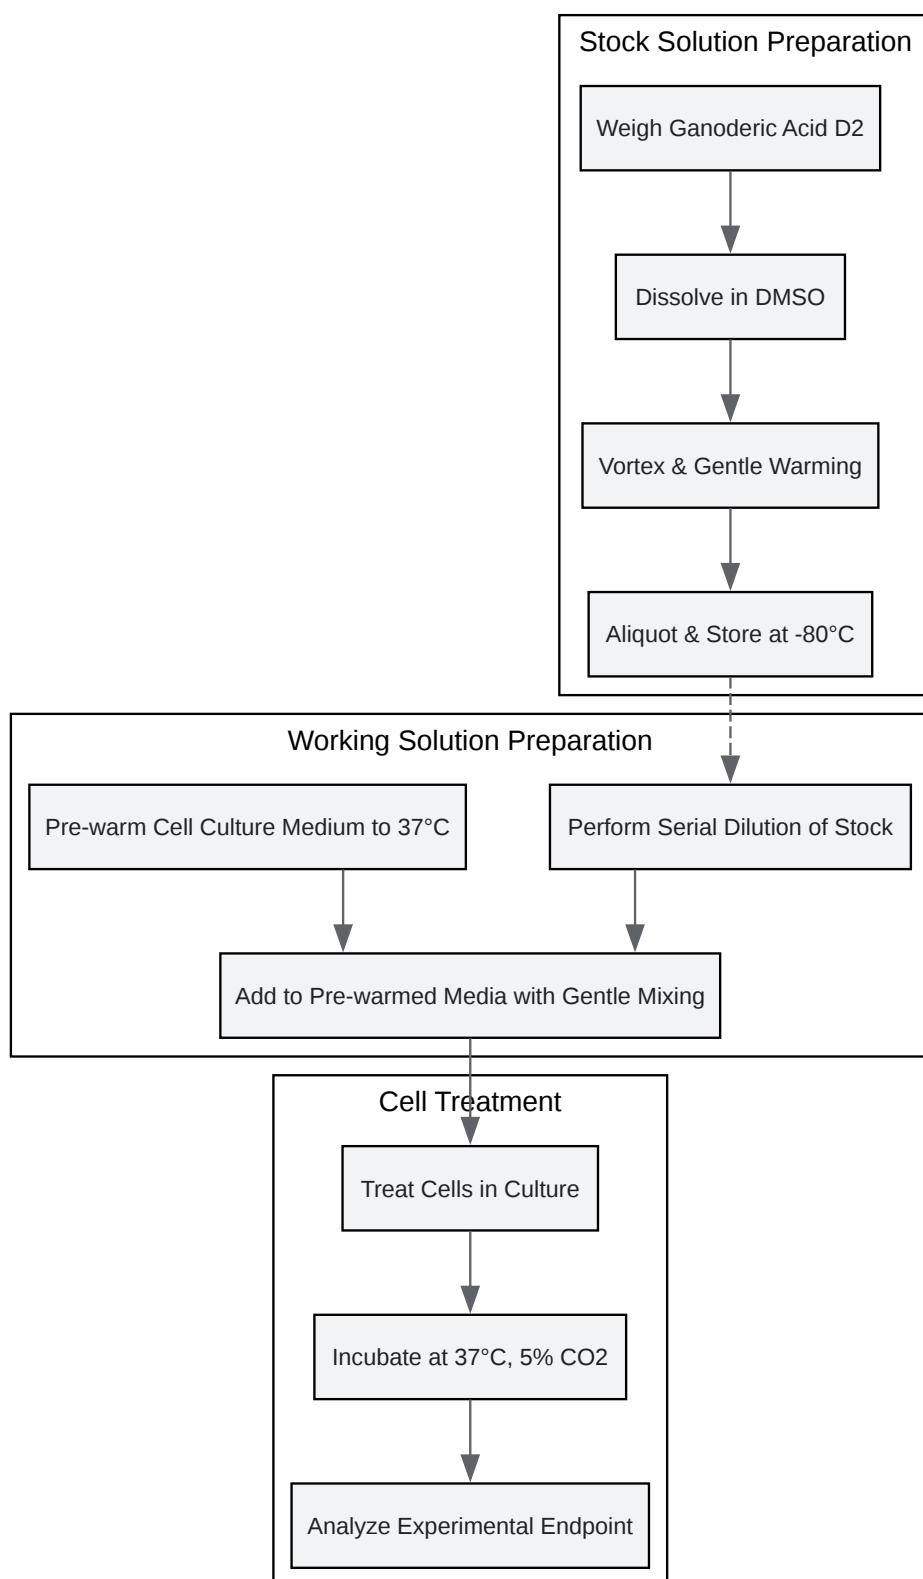 Stock Solution Preparation
Weigh Ganoderic Acid D2
Dissolve in DMSO
Vortex & Gentle Warming
Aliquot & Store at -80°C
Working Solution Preparation
Pre-warm Cell Culture Medium to 37°C
Perform Serial Dilution of Stock
Add to Pre-warmed Media with Gentle Mixing
Cell Treatment
Treat Cells in Culture
Incubate at 37°C, 5% CO2
Analyze Experimental Endpoint